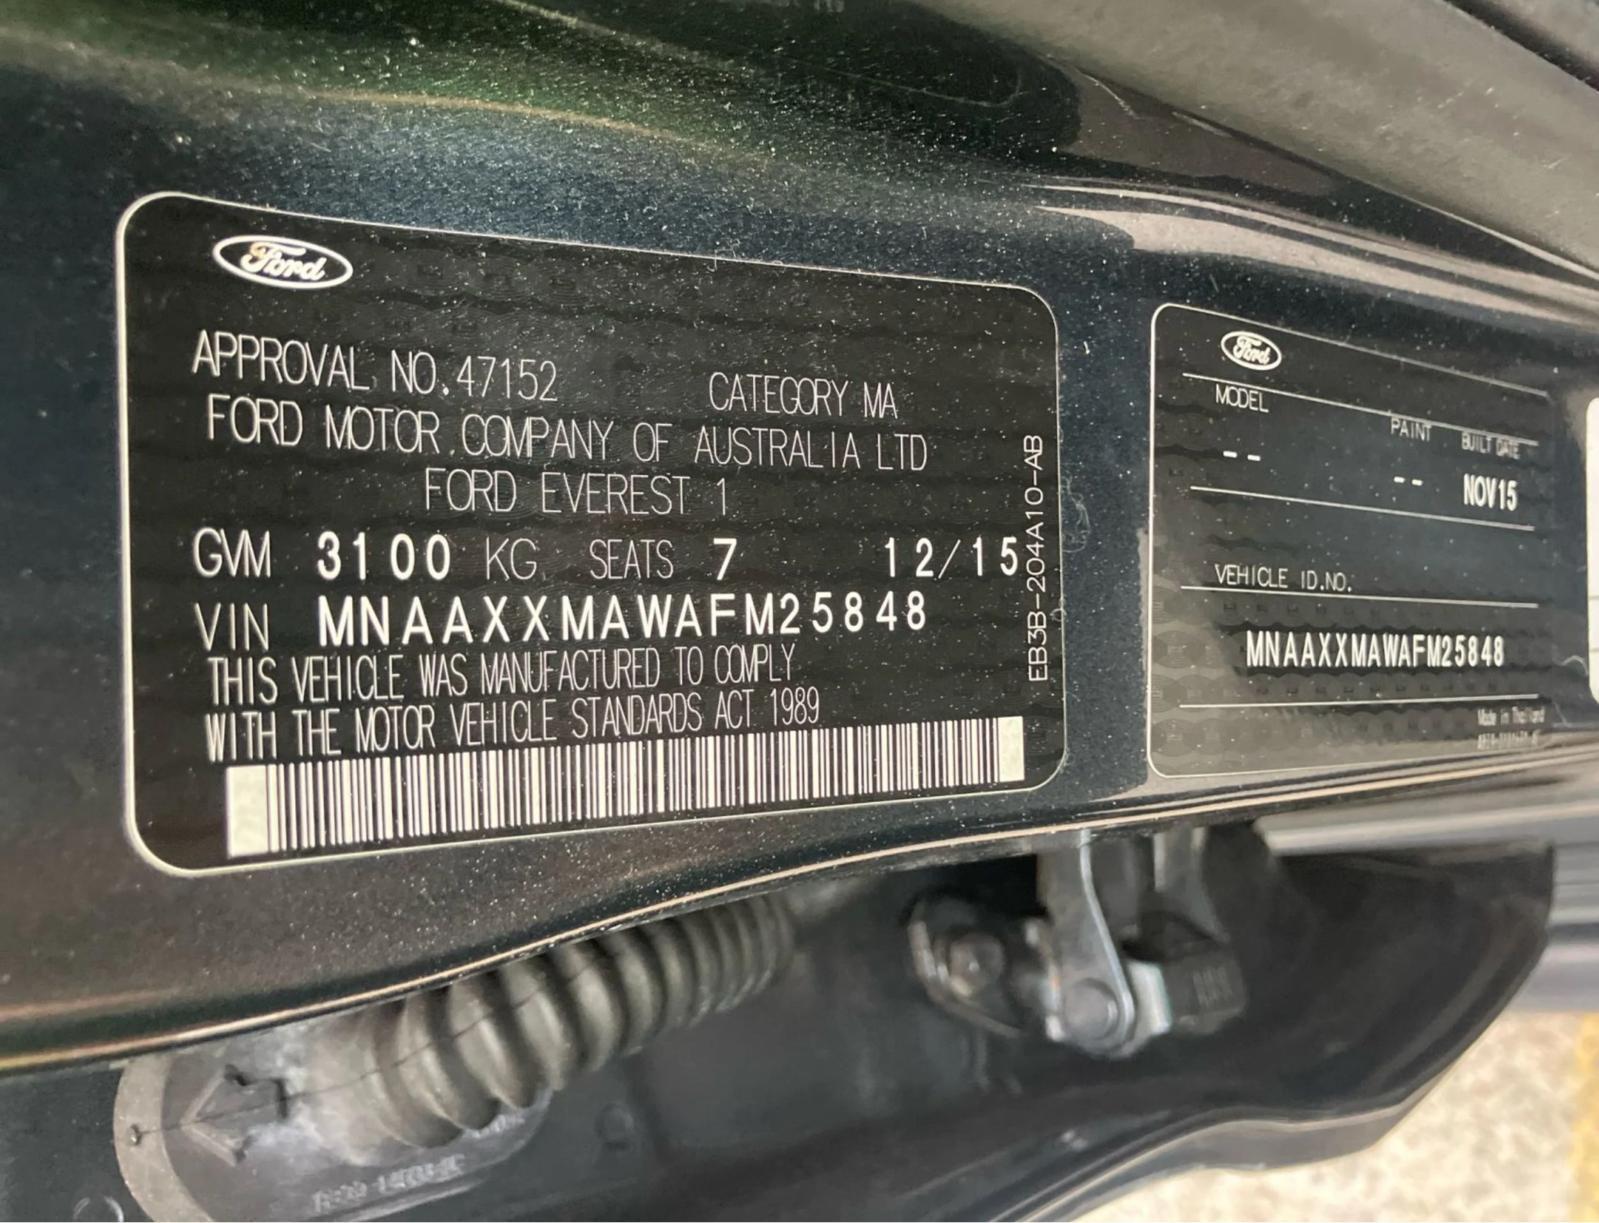 Ford
APPROVAL NO.47152 CATEGORY MA
FORD MOTOR COMPANY OF AUSTRALIA LTD
FORD EVEREST 1
GVM 3100 KG SEATS 7 12/15
VIN MNAAXXMAWAFM25848
THIS VEHICLE WAS MANUFACTURED TO COMPLY
WITH THE MOTOR VEHICLE STANDARDS ACT 1989
EB3B-204A10-AB
Ford
MODEL PAINT BUILT DATE
-- -- NOV15
VEHICLE ID.NO.
MNAAXXMAWAFM25848
Made in Thailand